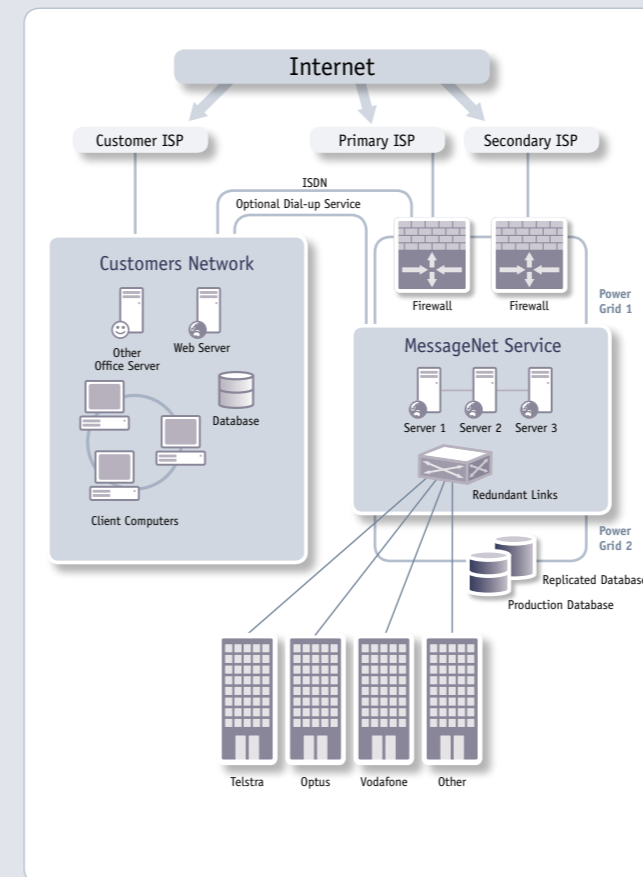 Internet
Customer ISP
Primary ISP
Secondary ISP
ISDN
Optional Dial-up Service
Customers Network
Other
Office Server
Web Server
Database
Client Computers
Firewall
Firewall
Power
Grid 1
MessageNet Service
Server 1
Server 2
Server 3
Redundant Links
Power
Grid 2
Replicated Database
Production Database
Telstra
Optus
Vodafone
Other